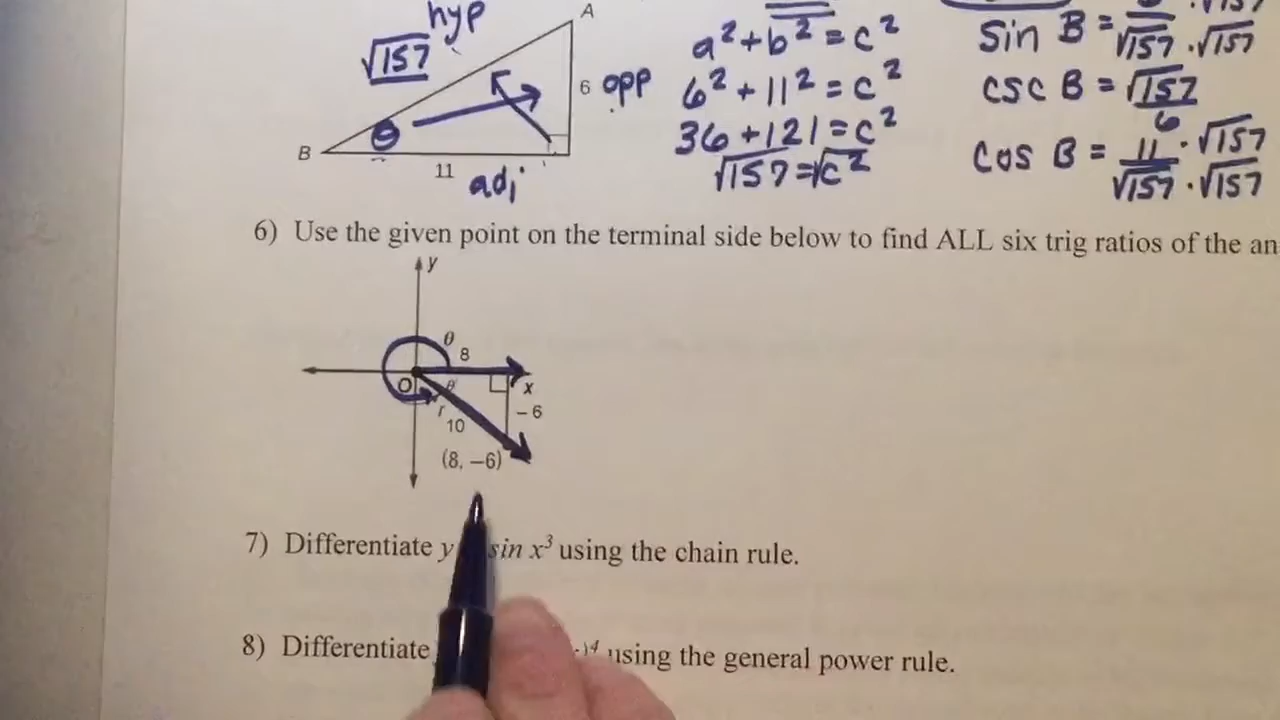 hyp
A
√157
6 opp
θ
B
11 adj
a² + b² = c²
6² + 11² = c²
36 + 121 = c²
√157 = √c²
Sin B = √157 · √157
csc B = √157
6
cos B = 11 · √157
√157 · √157
6) Use the given point on the terminal side below to find ALL six trig ratios of the an
y
θ
8
O
x
r
-6
10
(8, -6)
7) Differentiate y sin x³ using the chain rule.
8) Differentiate )⁴ using the general power rule.